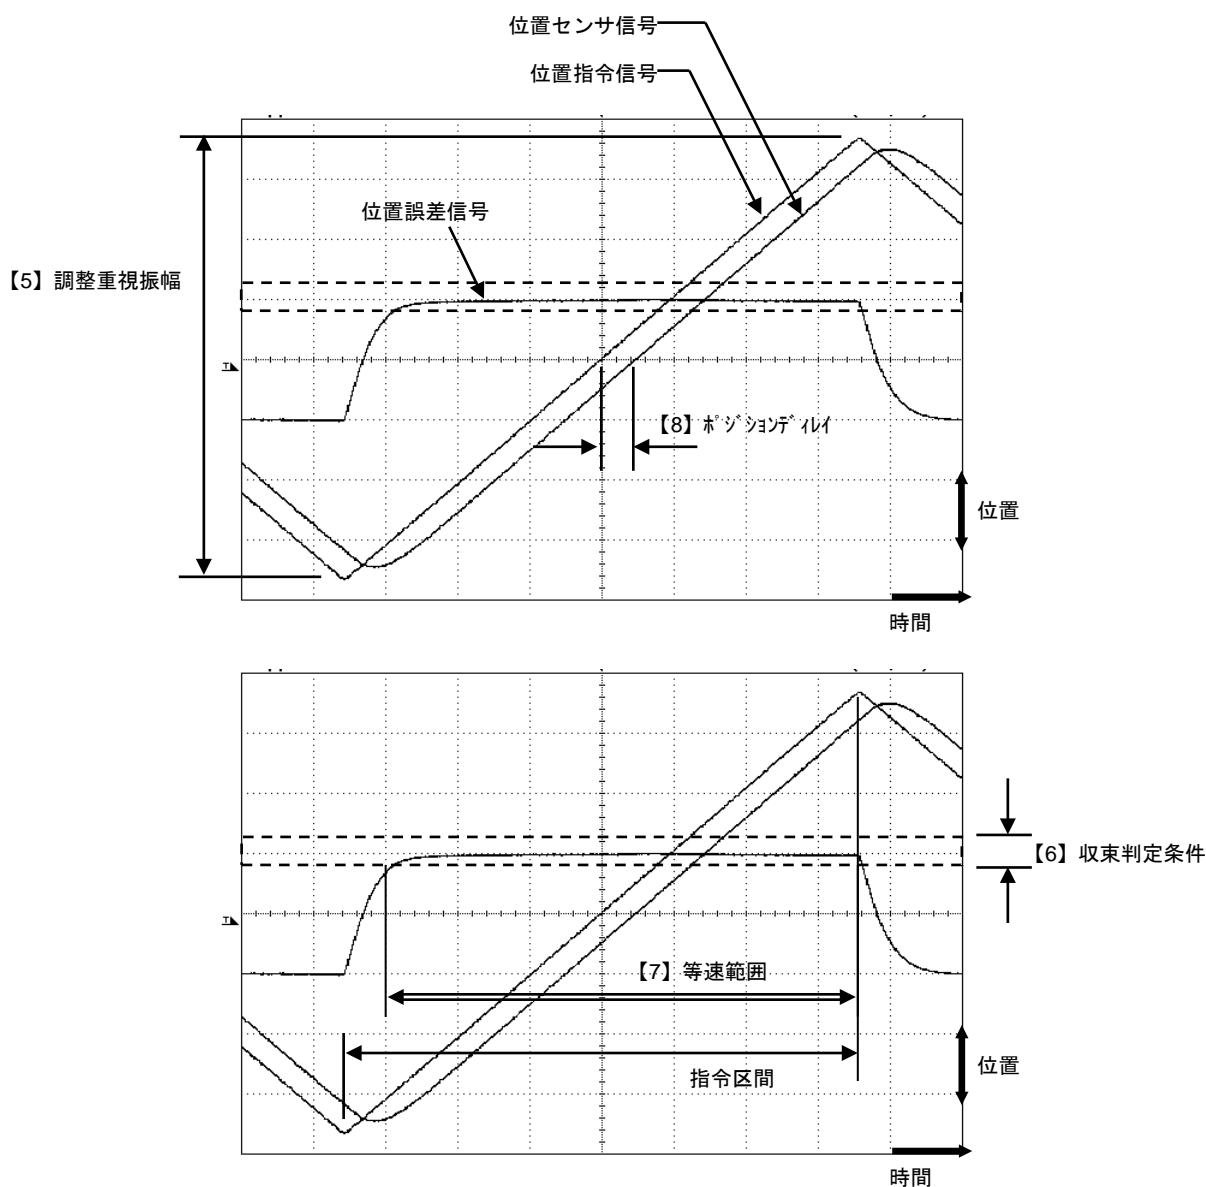 位置センサ信号
位置指令信号
位置誤差信号
【5】調整重視振幅
【8】ﾎﾟｼﾞｼｮﾝﾃﾞｨﾚｲ
位置
時間
【6】収束判定条件
【7】等速範囲
指令区間
位置
時間